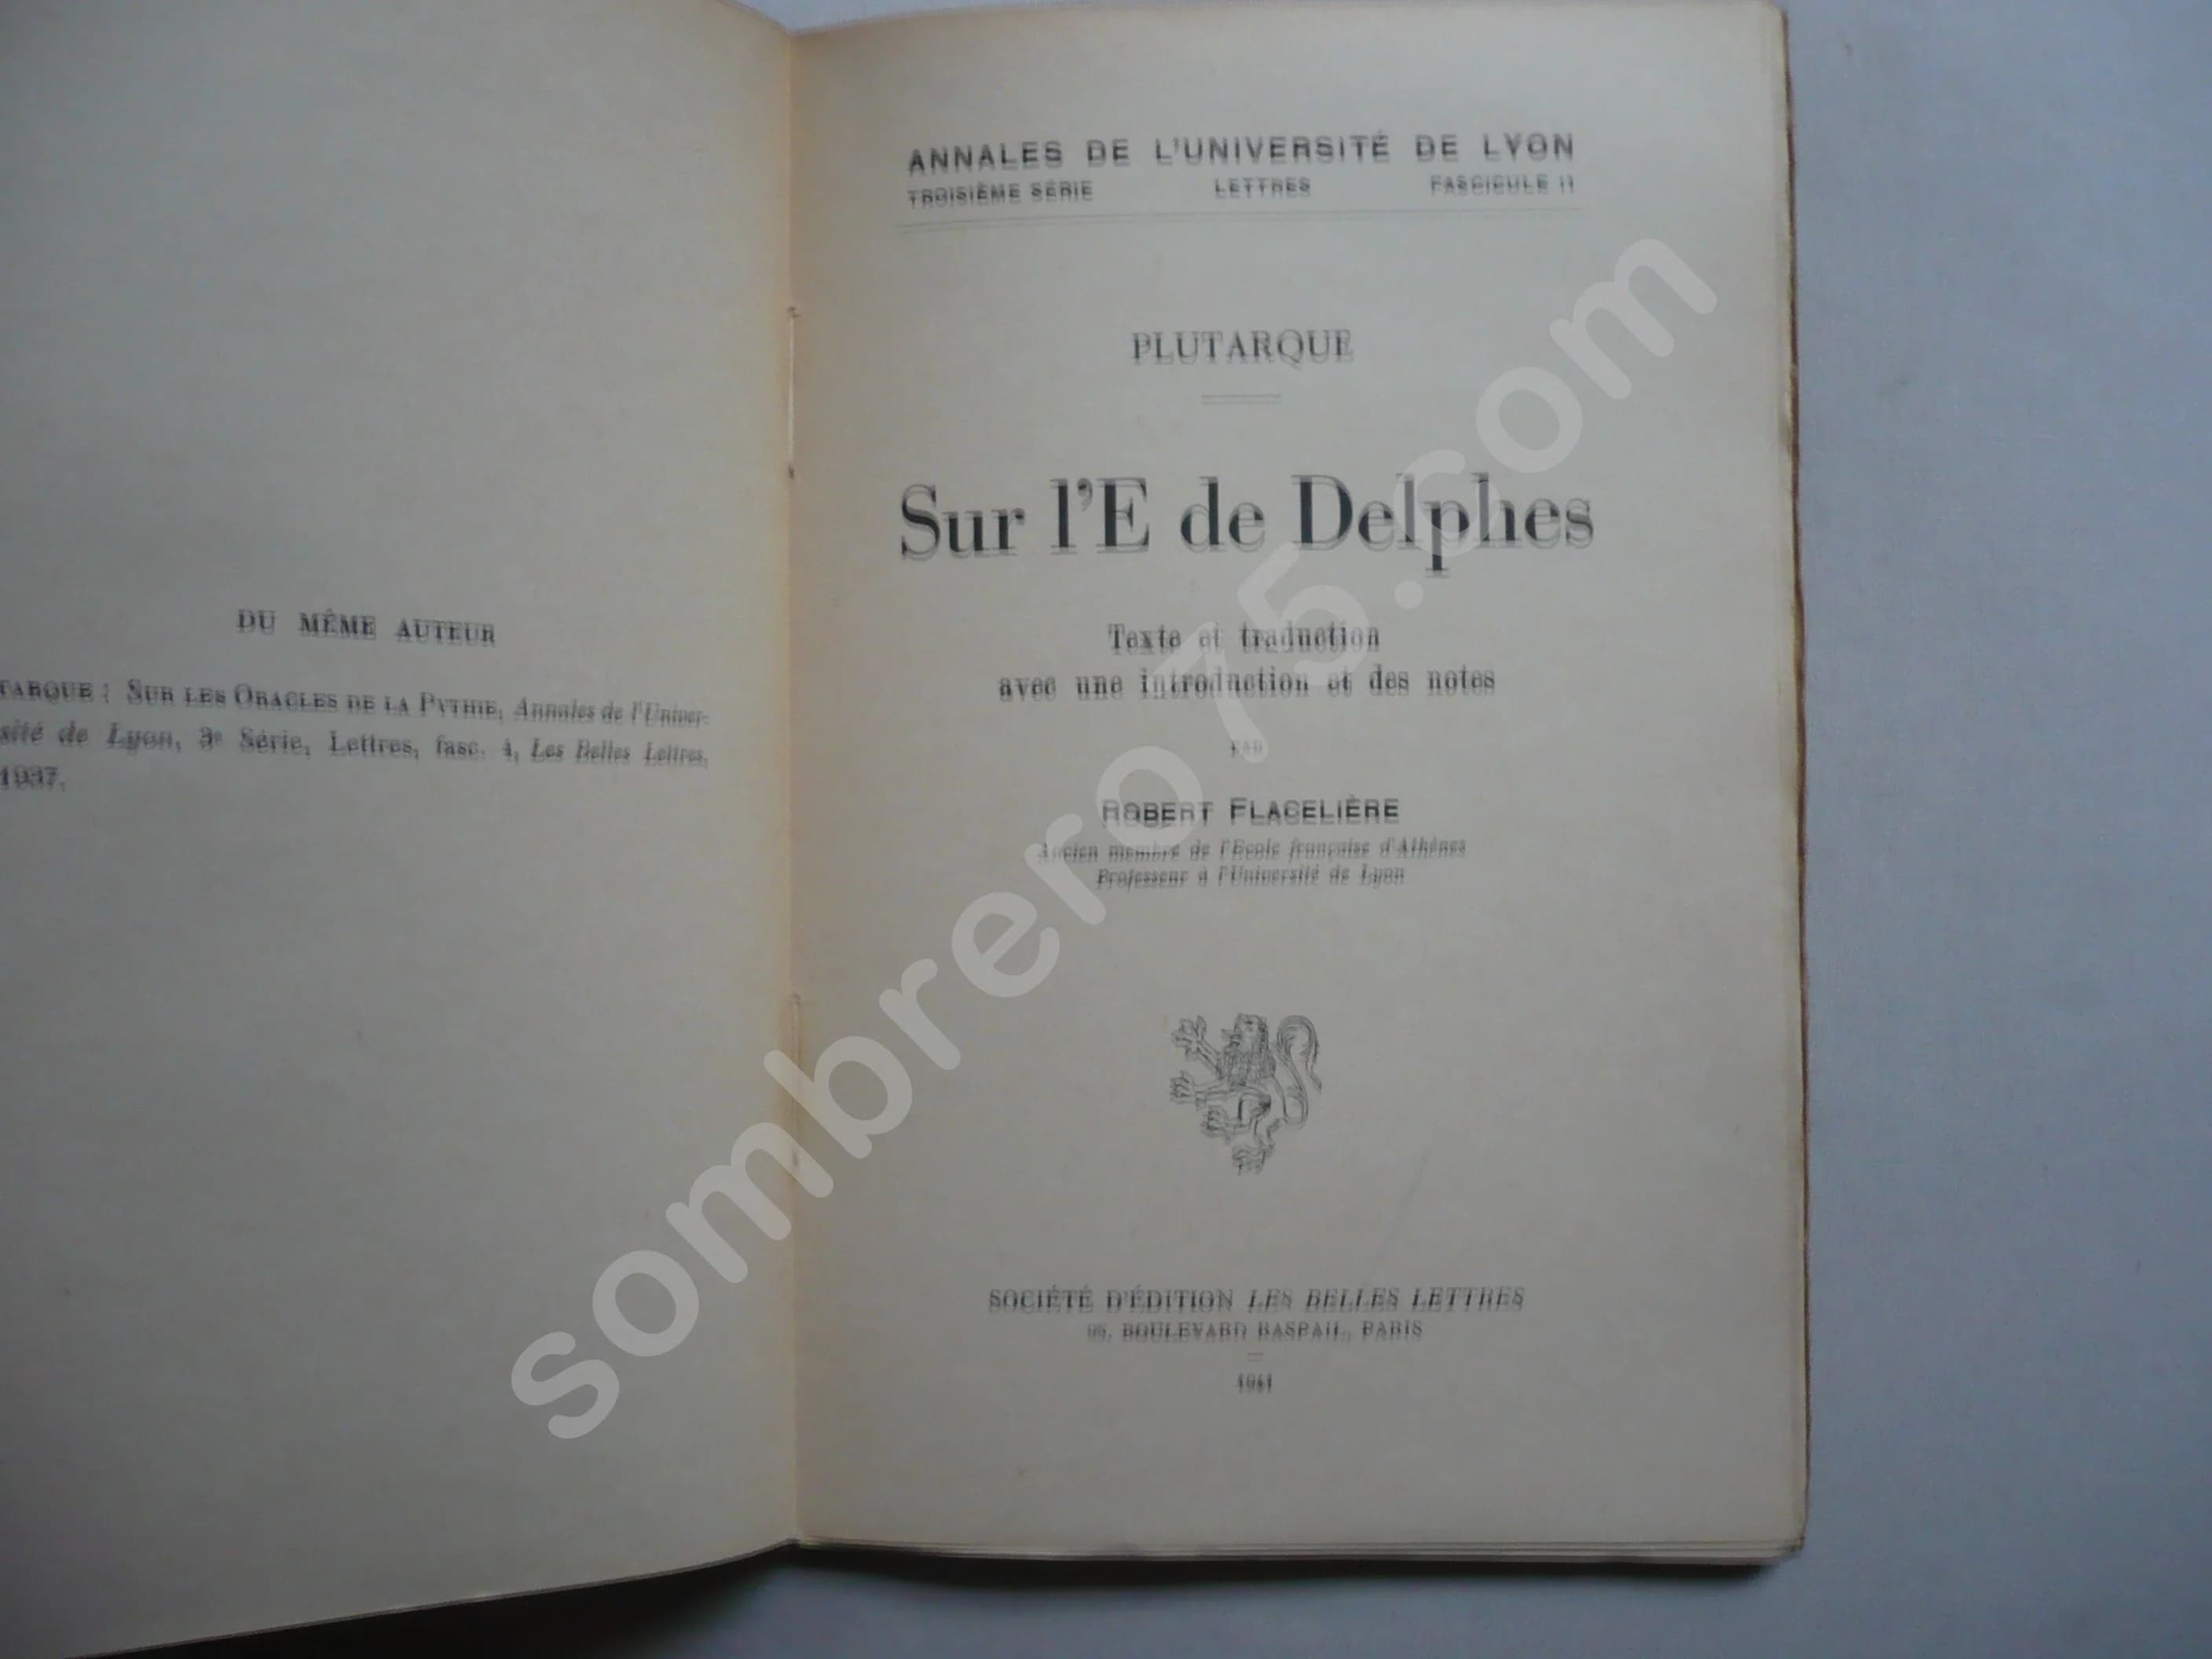 DU MÊME AUTEUR
TARQUE : SUR LES ORACLES DE LA PYTHIE, Annales de l'Univer-
sité de Lyon, 3e Série, Lettres, fasc. 4, Les Belles Lettres,
1937.
ANNALES DE L'UNIVERSITÉ DE LYON
TROISIÈME SÉRIE LETTRES FASCICULE 11
PLUTARQUE
Sur l'E de Delphes
Texte et traduction
avec une introduction et des notes
PAR
ROBERT FLACELIÈRE
Ancien membre de l'Ecole française d'Athènes
Professeur à l'Université de Lyon
SOCIÉTÉ D'ÉDITION LES BELLES LETTRES
95, BOULEVARD RASPAIL, PARIS
1941
sombrero75.com